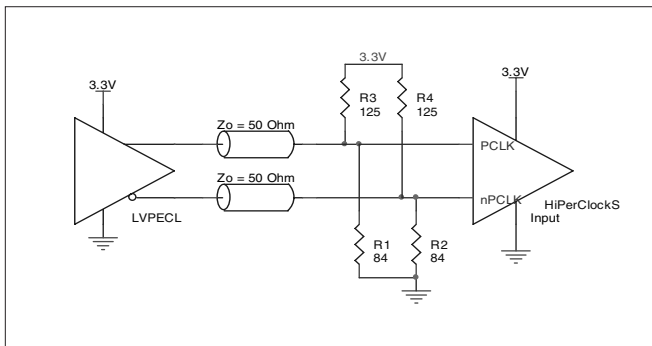 3.3V
3.3V
3.3V
R3
125
R4
125
Zo = 50 Ohm
PCLK
Zo = 50 Ohm
nPCLK
HiPerClockS
Input
LVPECL
R1
84
R2
84